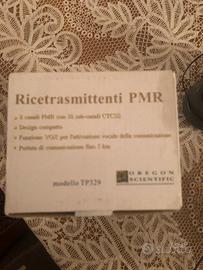 Ricetrasmittenti PMR
8 canali PMR (con 38 sub-canali CTCSS)
Design compatto
Funzione VOX per l'attivazione vocale della comunicazione
Portata di comunicazione fino 3 km
modello TP329
OREGON
SCIENTIFIC
subito